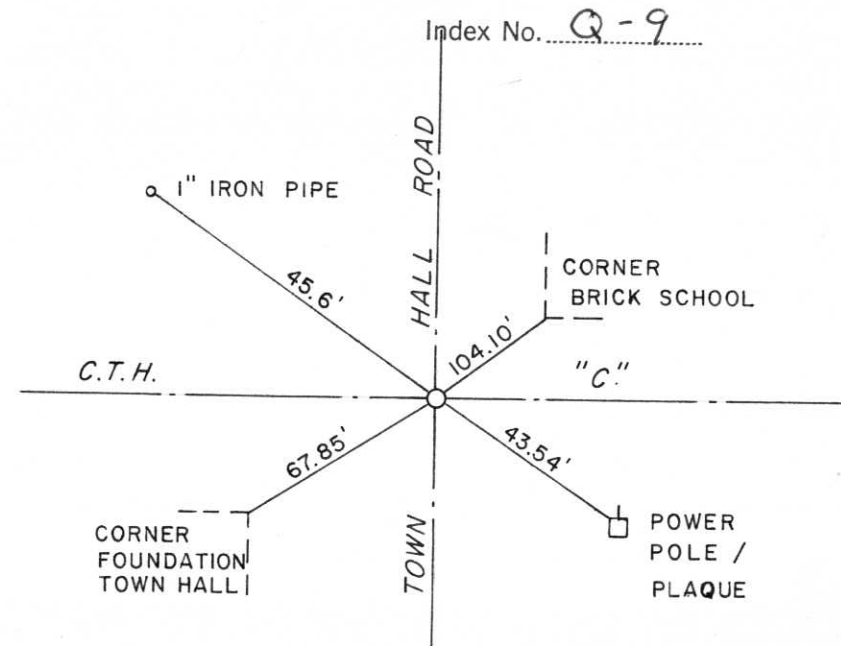 Index No. Q-9
1" IRON PIPE
TOWN HALL ROAD
45.6'
CORNER
BRICK SCHOOL
104.10'
C.T.H. "C."
67.85'
43.54'
CORNER
FOUNDATION
TOWN HALL
POWER
POLE /
PLAQUE